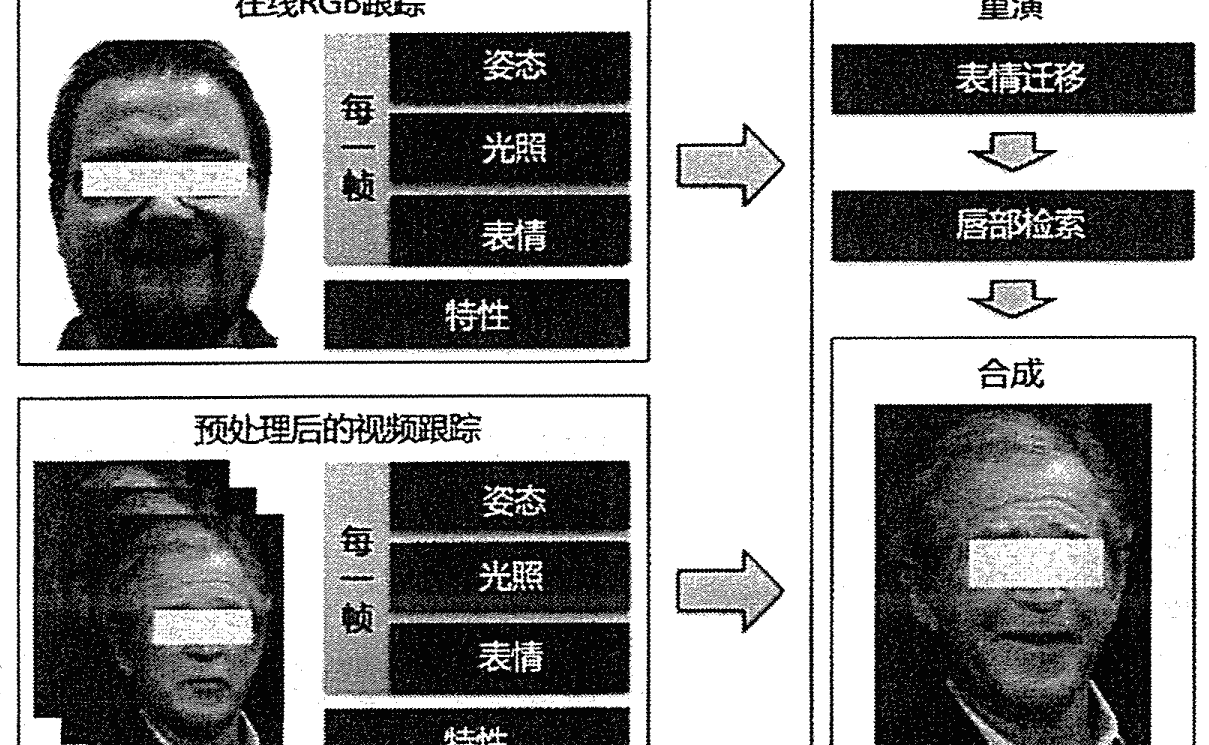 在线RGB跟踪
每一帧
姿态
光照
表情
特性
预处理后的视频跟踪
每一帧
姿态
光照
表情
特性
重演
表情迁移
唇部检索
合成